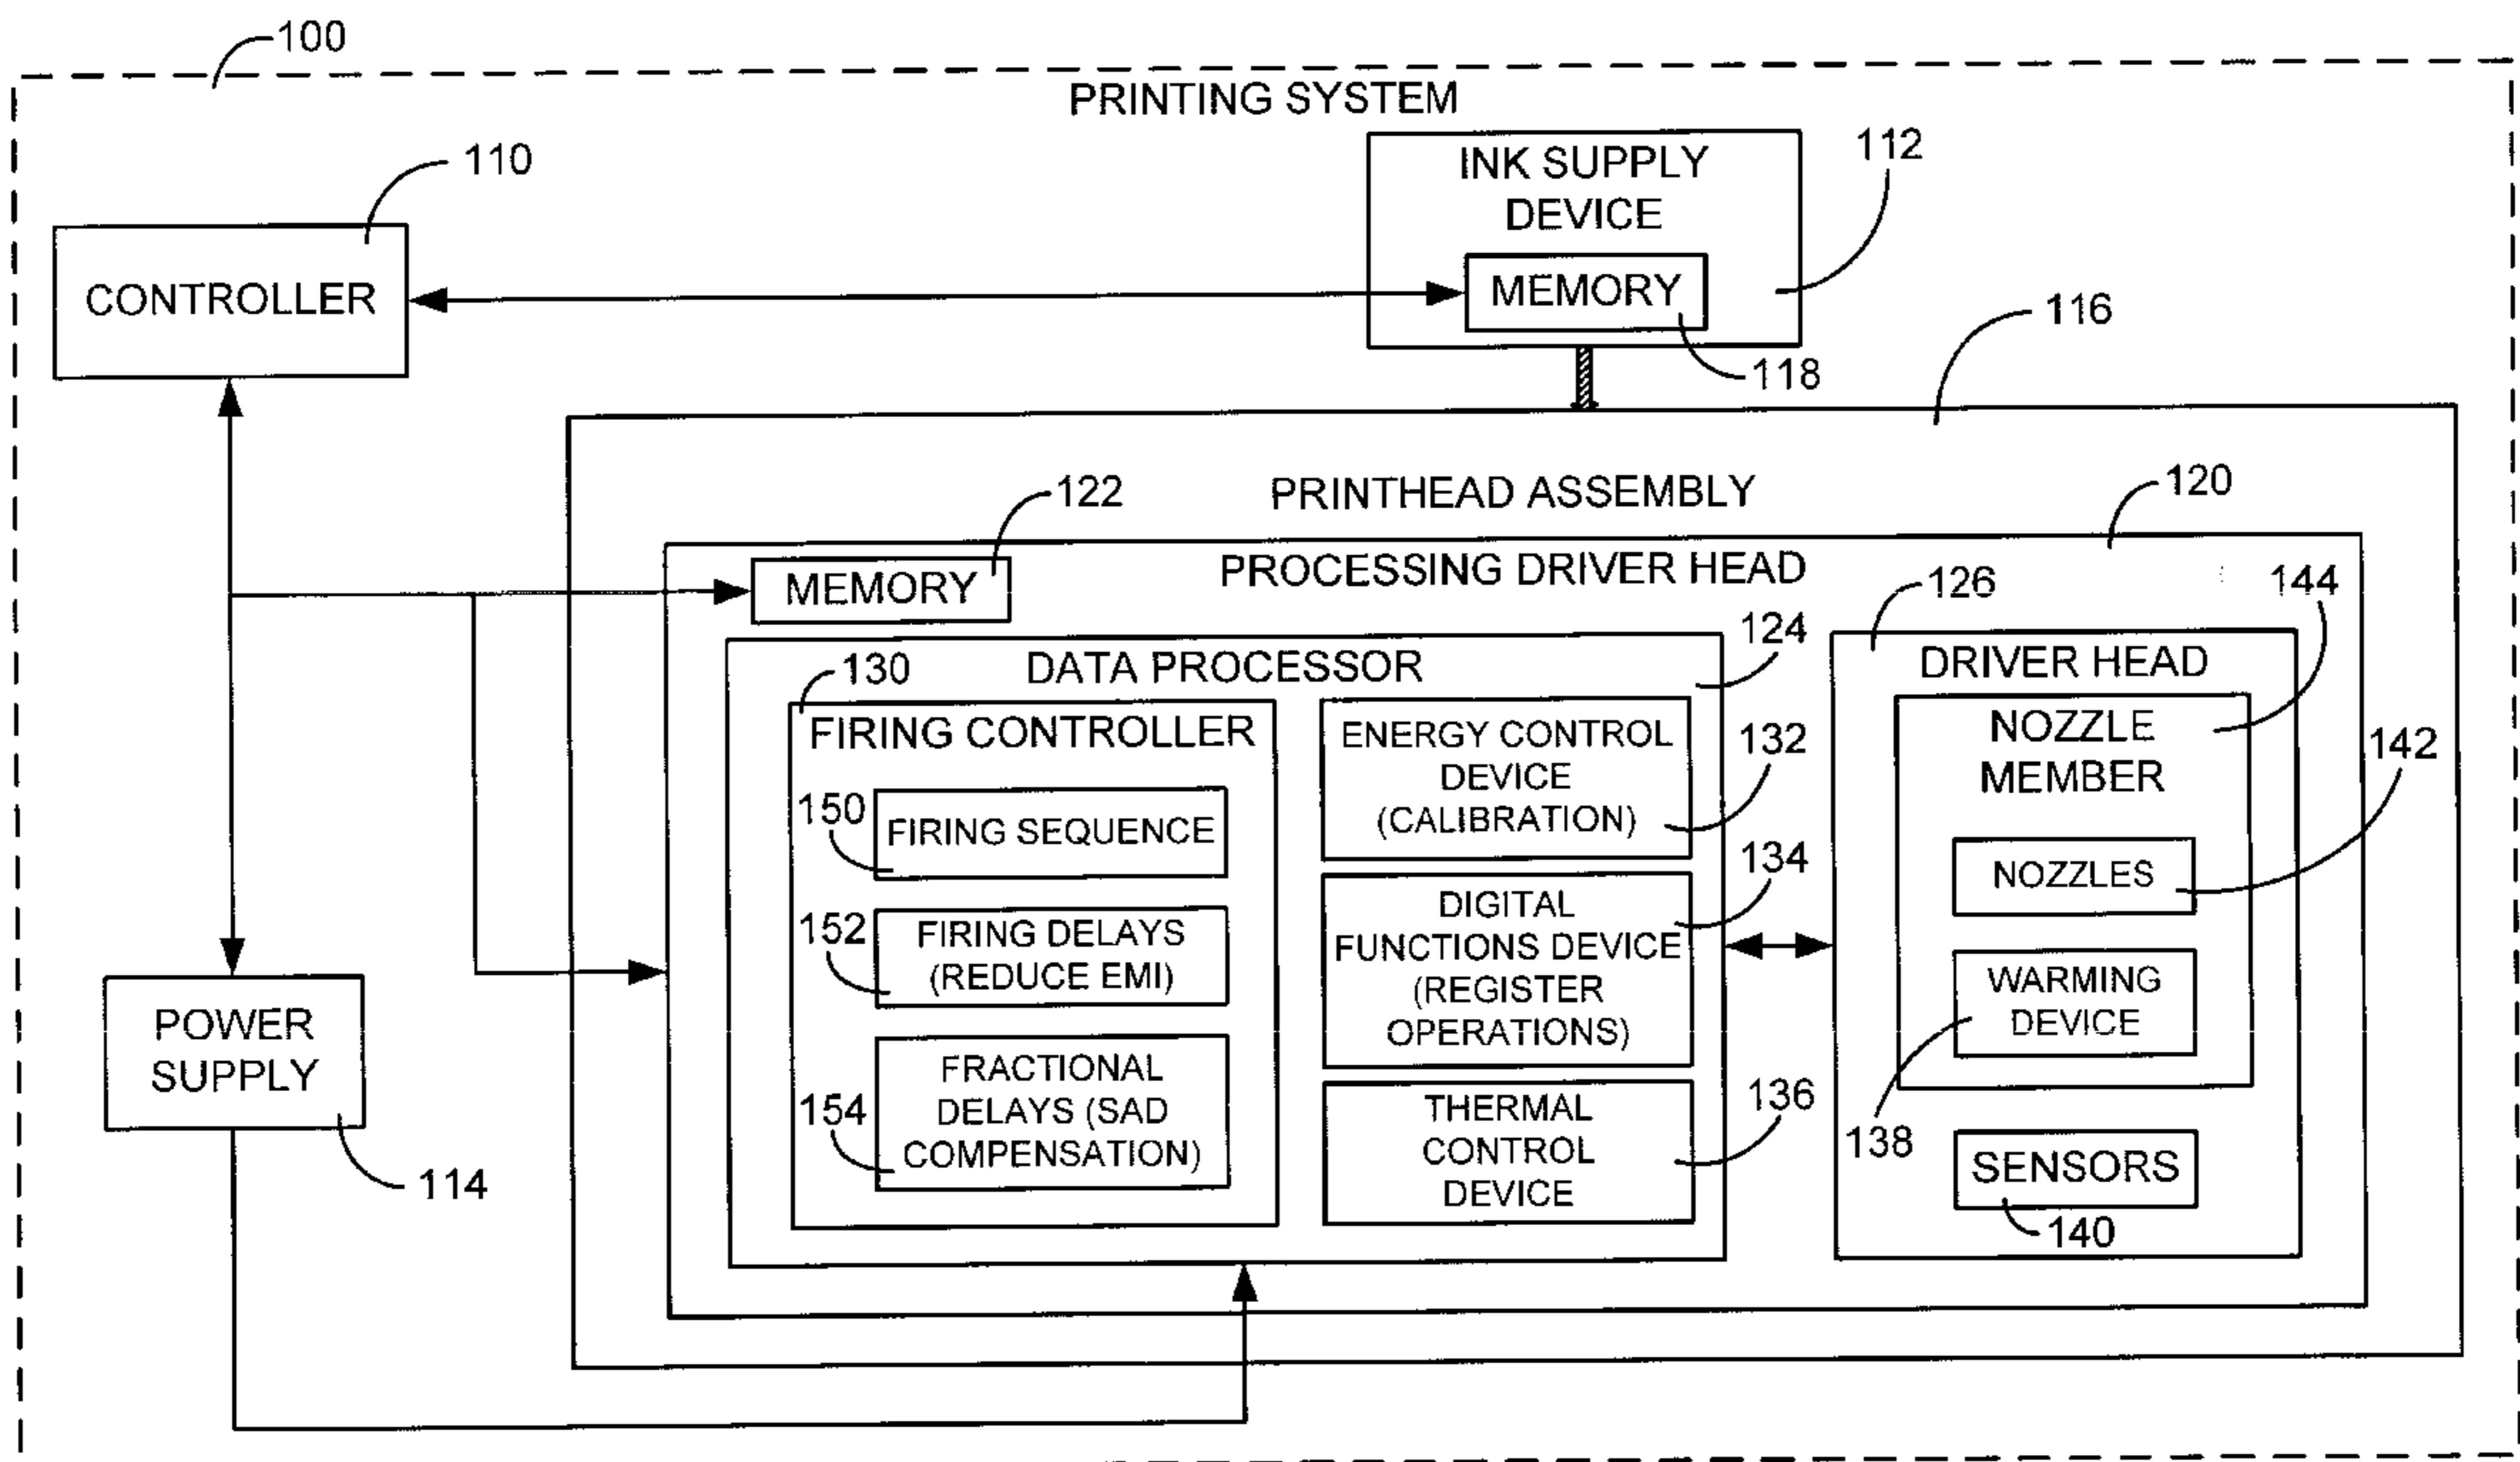 100
PRINTING SYSTEM
110
CONTROLLER
INK SUPPLY
DEVICE
112
MEMORY
118
116
PRINTHEAD ASSEMBLY
120
122
MEMORY
PROCESSING DRIVER HEAD
124
DATA PROCESSOR
130
FIRING CONTROLLER
150
FIRING SEQUENCE
152
FIRING DELAYS
(REDUCE EMI)
154
FRACTIONAL
DELAYS (SAD
COMPENSATION)
ENERGY CONTROL
DEVICE
(CALIBRATION)
132
DIGITAL
FUNCTIONS DEVICE
(REGISTER
OPERATIONS)
134
THERMAL
CONTROL
DEVICE
136
126
DRIVER HEAD
144
NOZZLE
MEMBER
142
NOZZLES
WARMING
DEVICE
138
SENSORS
140
POWER
SUPPLY
114